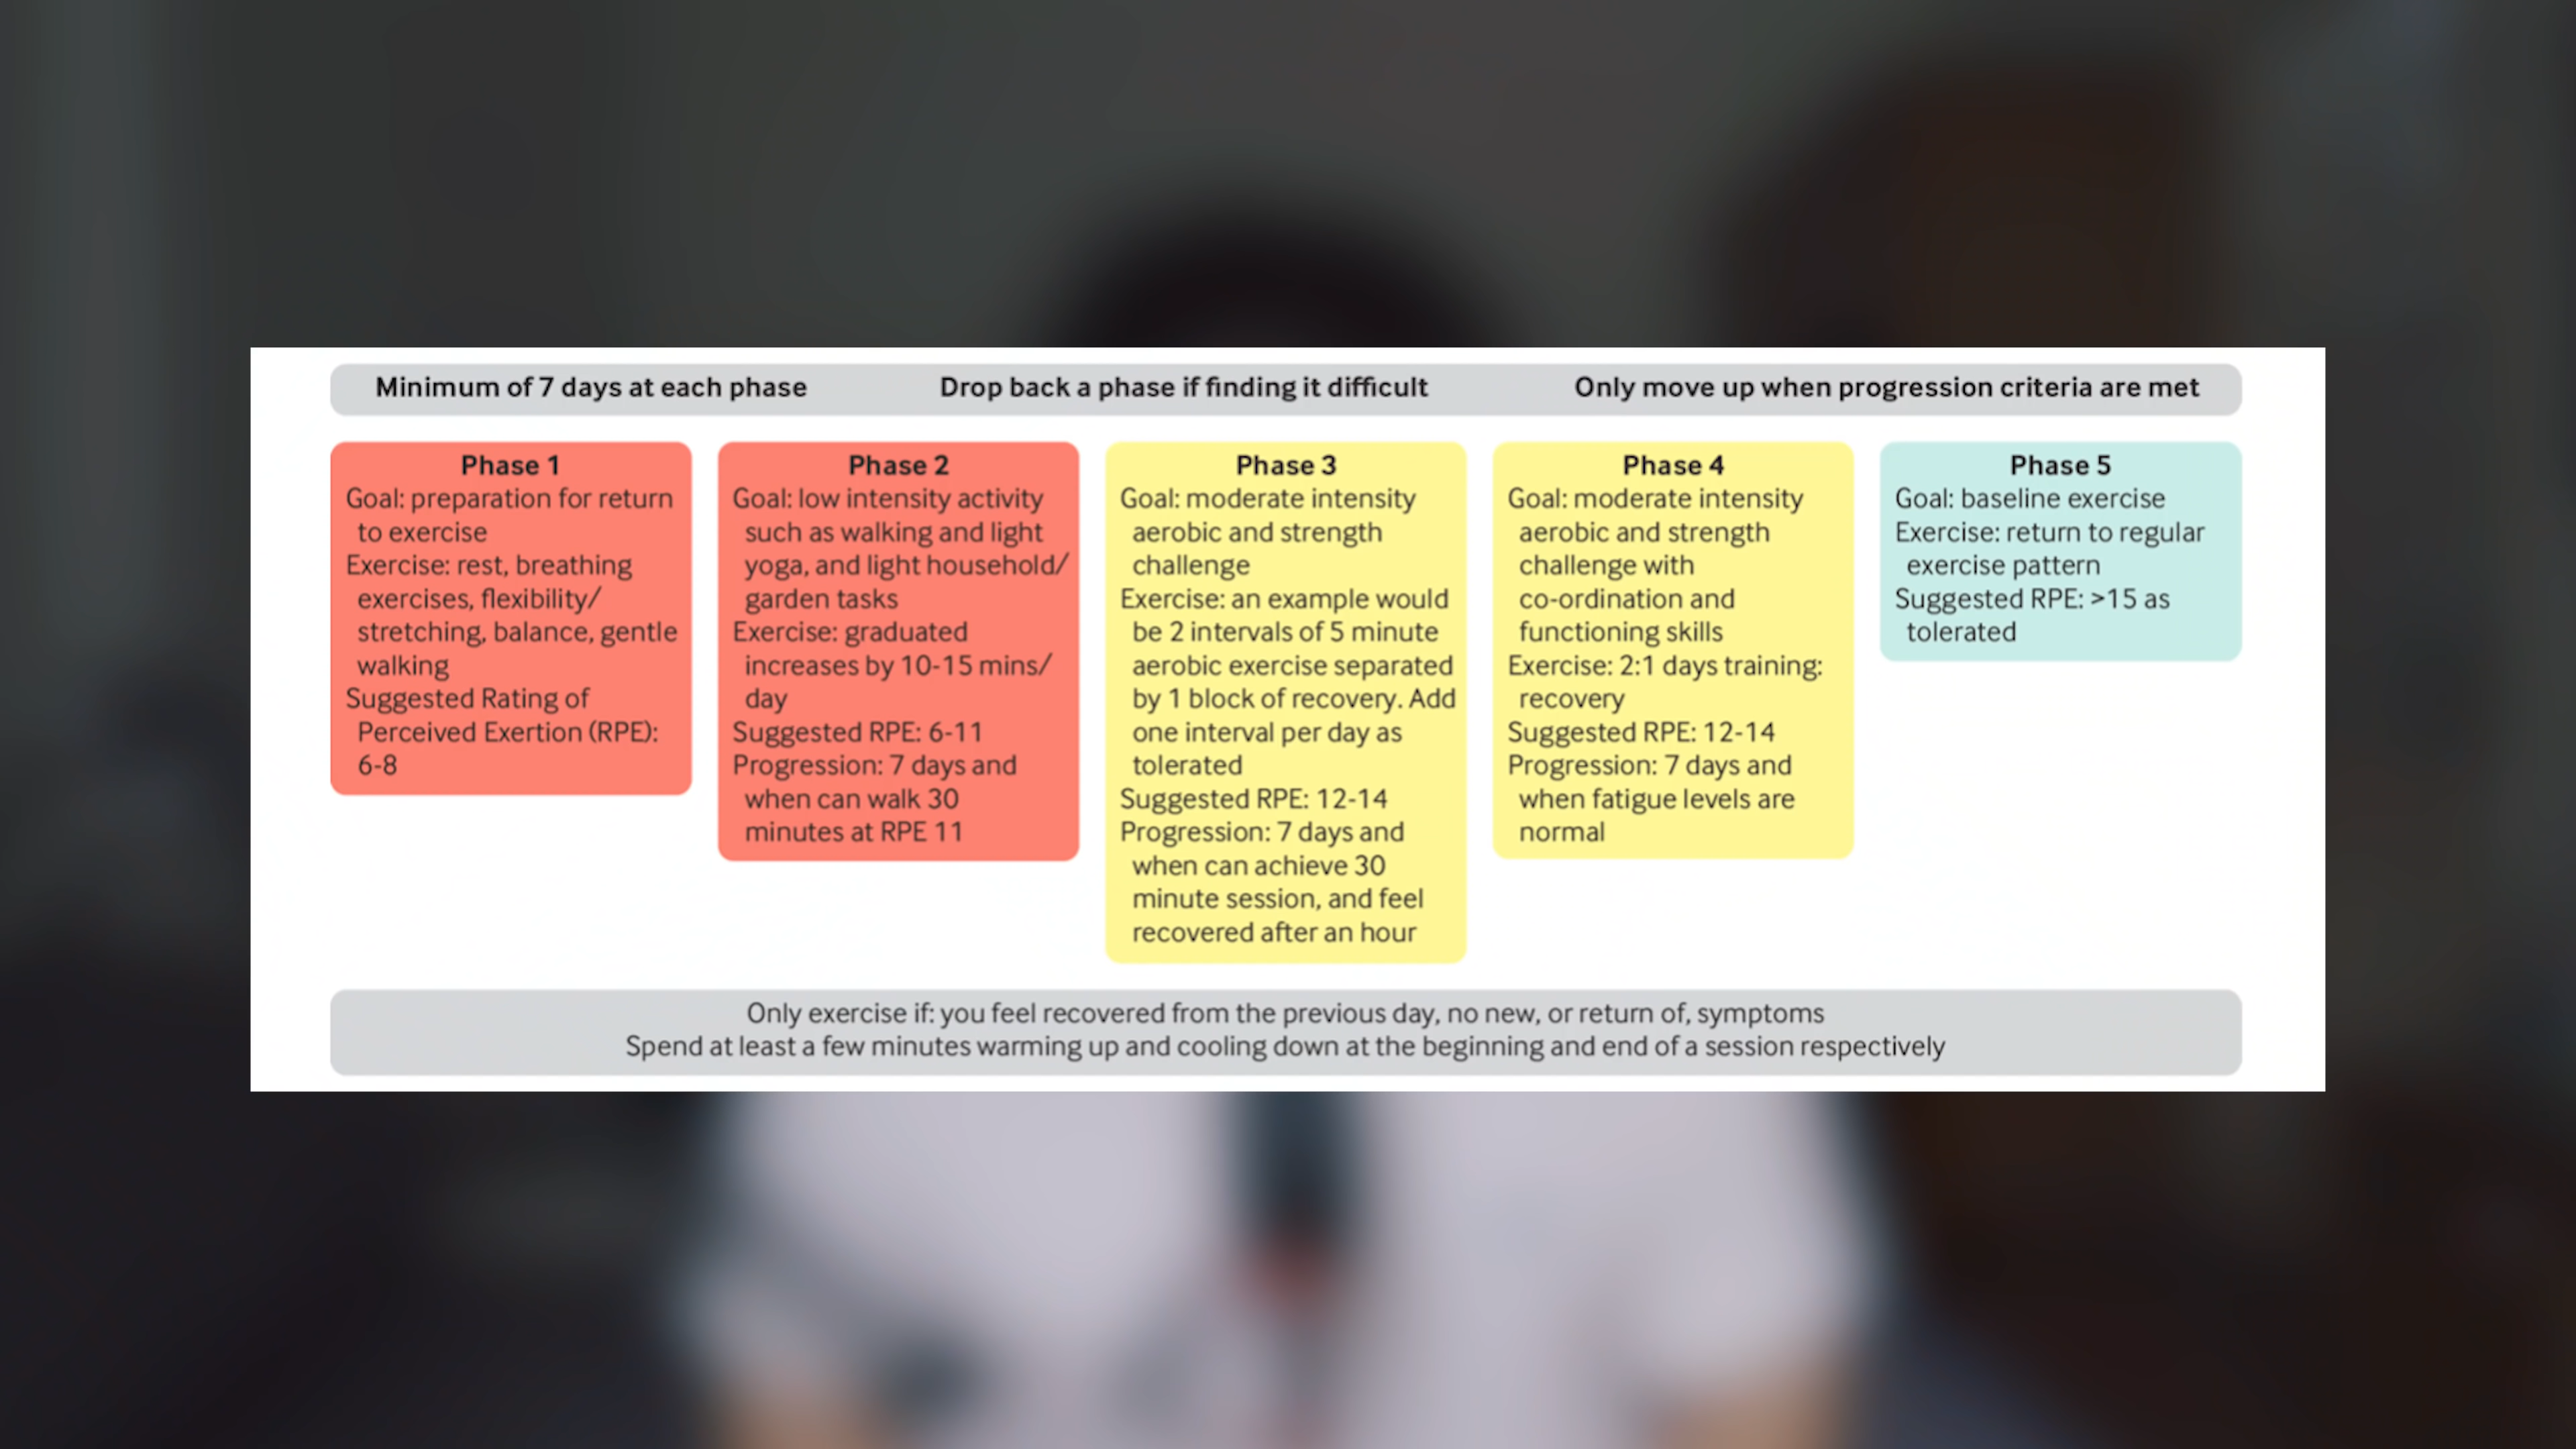 Minimum of 7 days at each phase
Drop back a phase if finding it difficult
Only move up when progression criteria are met
Phase 1
Goal: preparation for return
to exercise
Exercise: rest, breathing
exercises, flexibility/
stretching, balance, gentle
walking
Suggested Rating of
Perceived Exertion (RPE):
6-8
Phase 2
Goal: low intensity activity
such as walking and light
yoga, and light household/
garden tasks
Exercise: graduated
increases by 10-15 mins/
day
Suggested RPE: 6-11
Progression: 7 days and
when can walk 30
minutes at RPE 11
Phase 3
Goal: moderate intensity
aerobic and strength
challenge
Exercise: an example would
be 2 intervals of 5 minute
aerobic exercise separated
by 1 block of recovery. Add
one interval per day as
tolerated
Suggested RPE: 12-14
Progression: 7 days and
when can achieve 30
minute session, and feel
recovered after an hour
Phase 4
Goal: moderate intensity
aerobic and strength
challenge with
co-ordination and
functioning skills
Exercise: 2:1 days training:
recovery
Suggested RPE: 12-14
Progression: 7 days and
when fatigue levels are
normal
Phase 5
Goal: baseline exercise
Exercise: return to regular
exercise pattern
Suggested RPE: >15 as
tolerated
Only exercise if: you feel recovered from the previous day, no new, or return of, symptoms
Spend at least a few minutes warming up and cooling down at the beginning and end of a session respectively